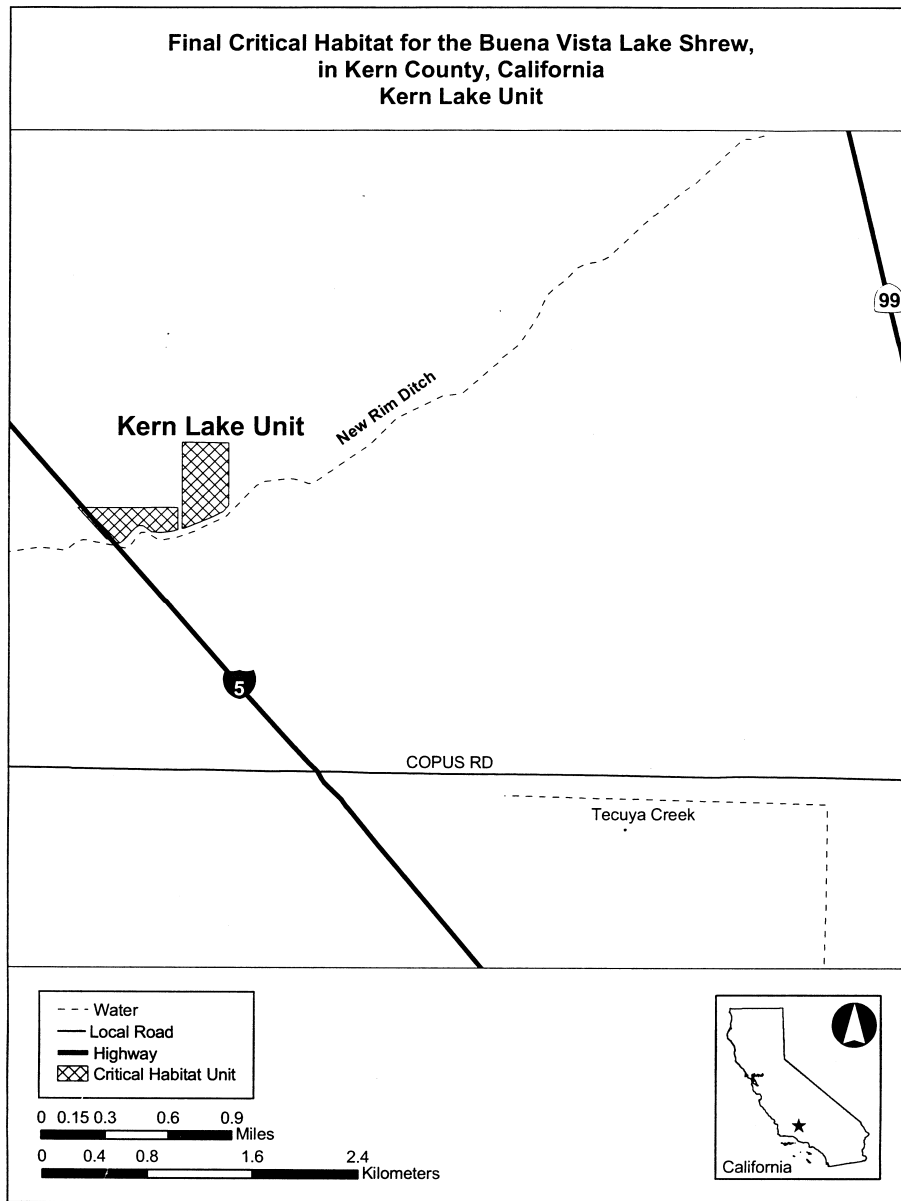 Final Critical Habitat for the Buena Vista Lake Shrew,
in Kern County, California
Kern Lake Unit
99
New Rim Ditch
Kern Lake Unit
5
COPUS RD
Tecuya Creek
Water
Local Road
Highway
Critical Habitat Unit
0 0.15 0.3 0.6 0.9
Miles
0 0.4 0.8 1.6 2.4
Kilometers
California